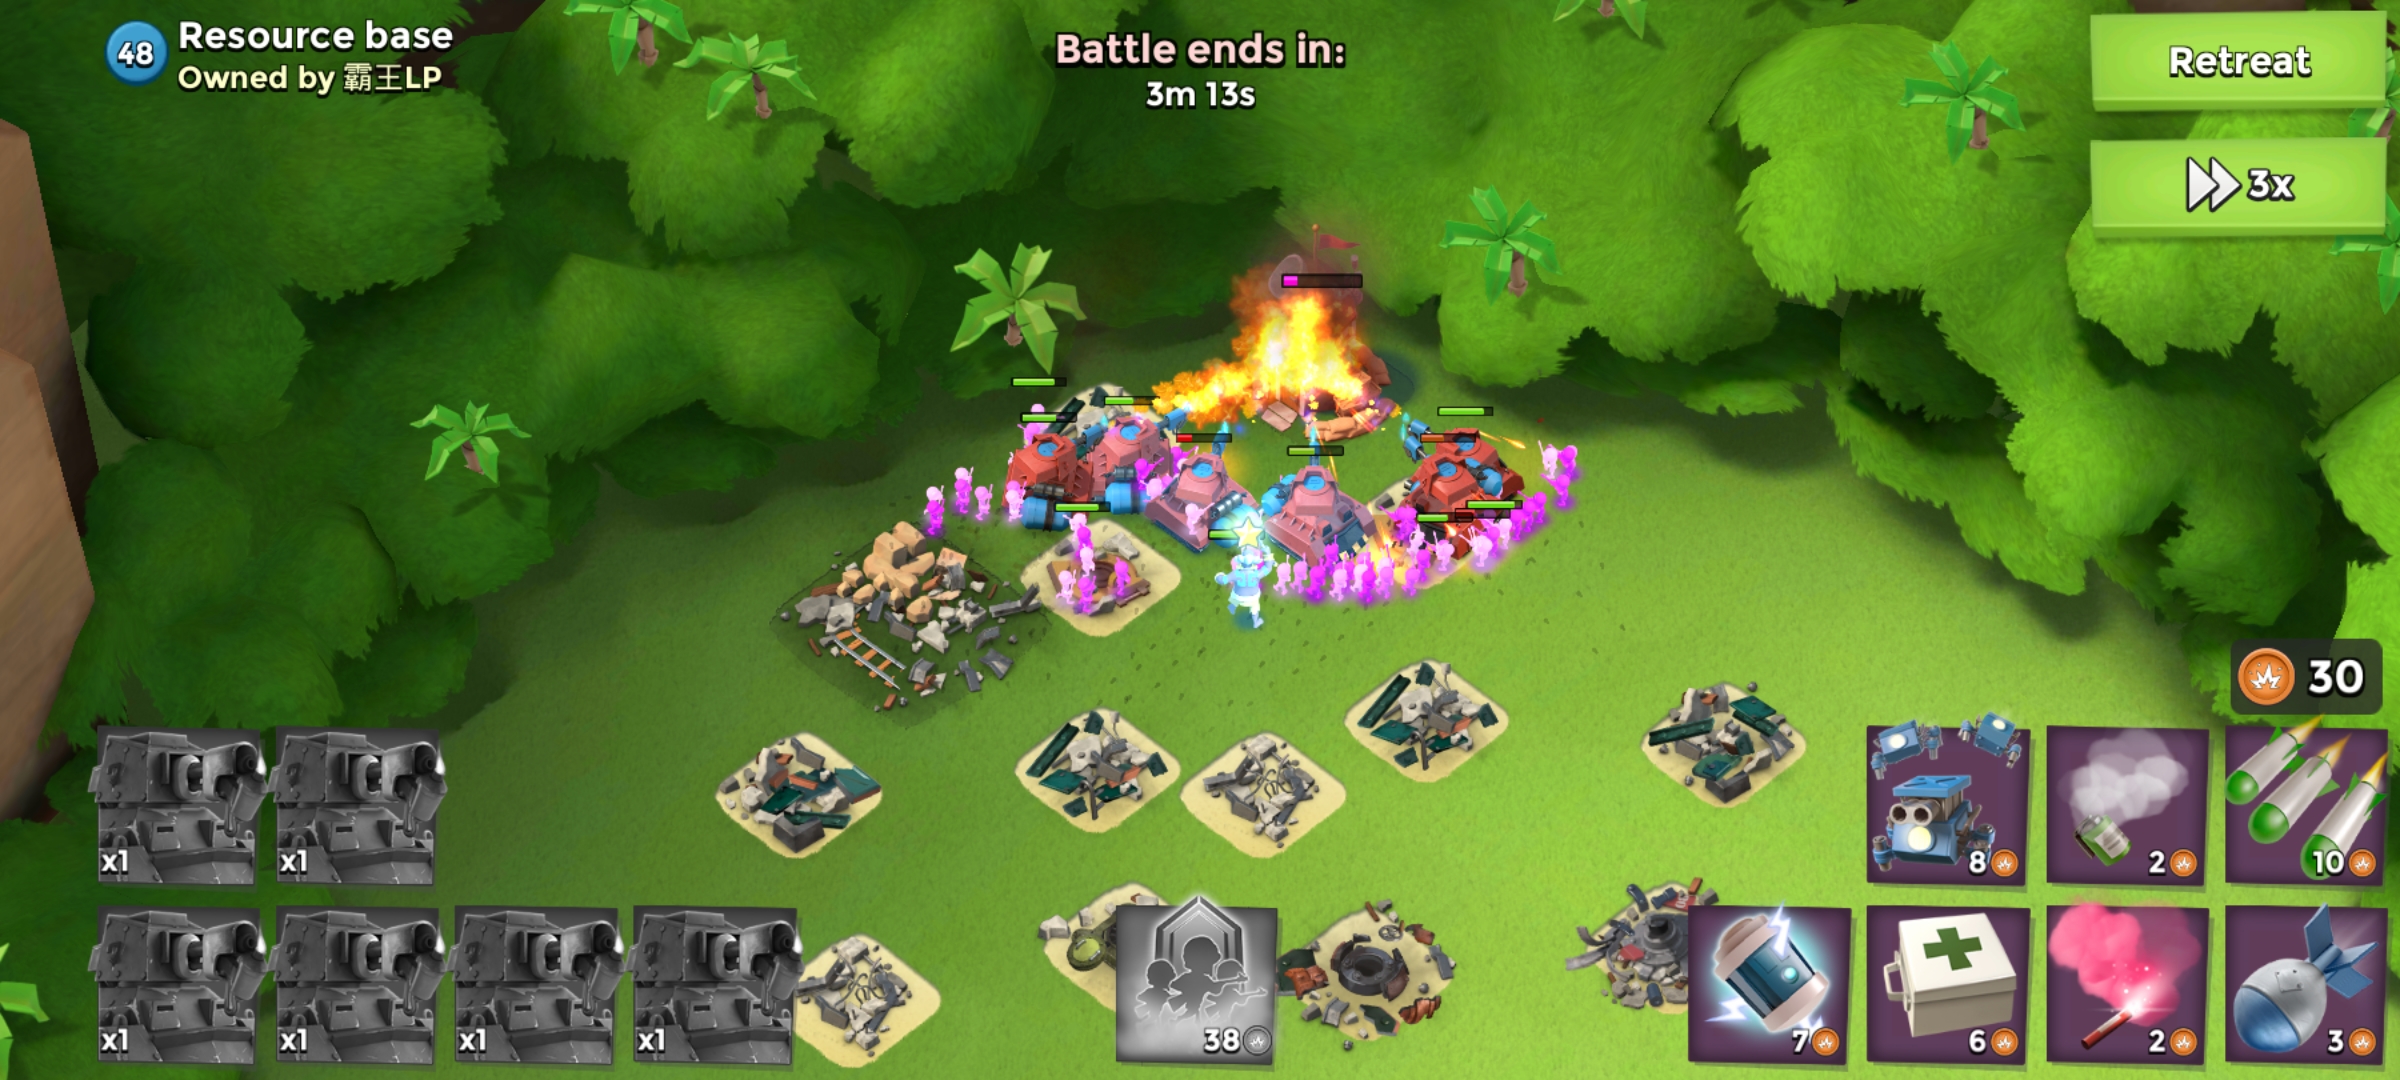 48
Resource base
Owned by 霸王LP
Battle ends in:
3m 13s
Retreat
3x
30
x1
x1
8
2
10
x1
x1
x1
x1
38
7
6
2
3